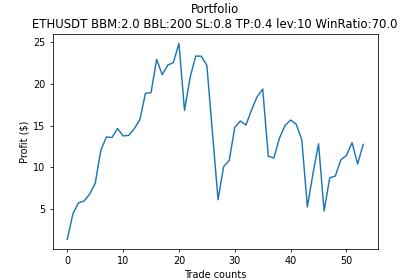 Portfolio
ETHUSDT BBM:2.0 BBL:200 SL:0.8 TP:0.4 lev:10 WinRatio:70.0
25
20
15
10
5
Profit ($)
0 10 20 30 40 50
Trade counts